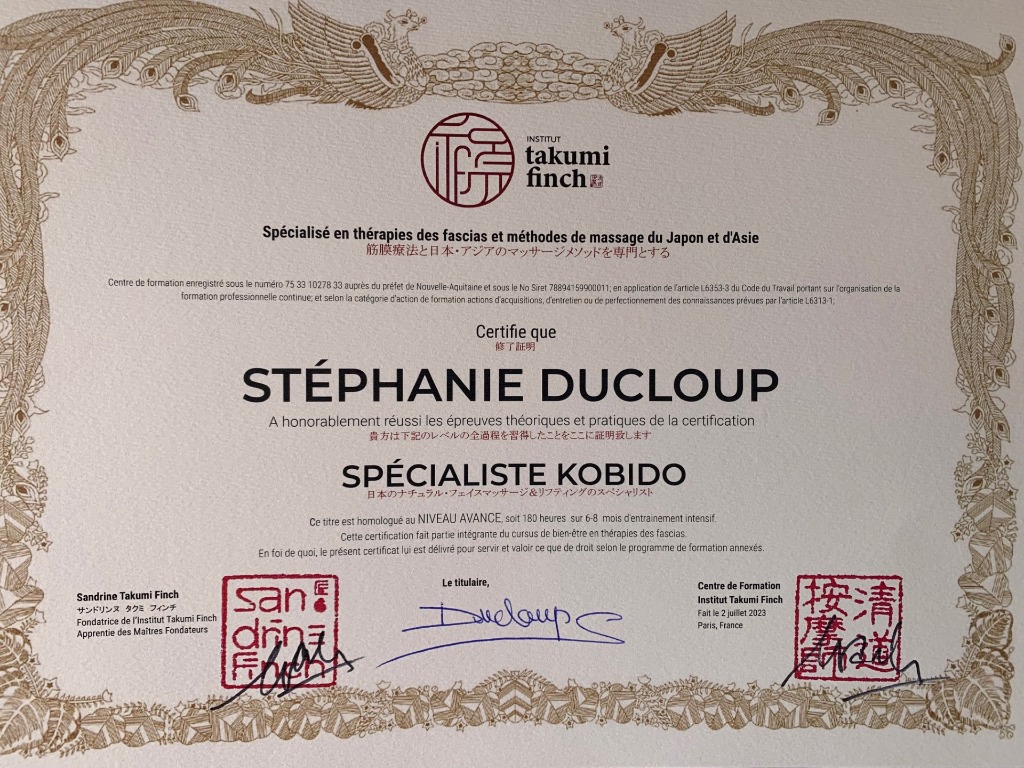 INSTITUT
takumi
finch
Spécialisé en thérapies des fascias et méthodes de massage du Japon et d'Asie
筋膜療法と日本・アジアのマッサージメソッドを専門とする
Centre de formation enregistré sous le numéro 75 33 10278 33 auprès du préfet de Nouvelle-Aquitaine et sous le No Siret 78894159900011; en application de l'article L6353-3 du Code du Travail portant sur l'organisation de la
formation professionnelle continue; et selon la catégorie d'action de formation actions d'acquisitions, d'entretien ou de perfectionnement des connaissances prévues par l'article L6313-1;
Certifie que
修了証明
STÉPHANIE DUCLOUP
A honorablement réussi les épreuves théoriques et pratiques de la certification
貴方は下記のレベルの全過程を習得したことをここに証明致します
SPÉCIALISTE KOBIDO
日本のナチュラル・フェイスマッサージ&リフティングのスペシャリスト
Ce titre est homologué au NIVEAU AVANCE, soit 180 heures sur 6-8 mois d'entrainement intensif.
Cette certification fait partie intégrante du cursus de bien-être en thérapies des fascias.
En foi de quoi, le présent certificat lui est délivré pour servir et valoir ce que de droit selon le programme de formation annexés.
Sandrine Takumi Finch
サンドリンヌ タクミ フィンチ
Fondatrice de l'Institut Takumi Finch
Apprentie des Maîtres Fondateurs
san
drine
Finch
Le titulaire,
Ducloup S
Centre de Formation
Institut Takumi Finch
Fait le 2 juillet 2023
Paris, France
清道
按摩師